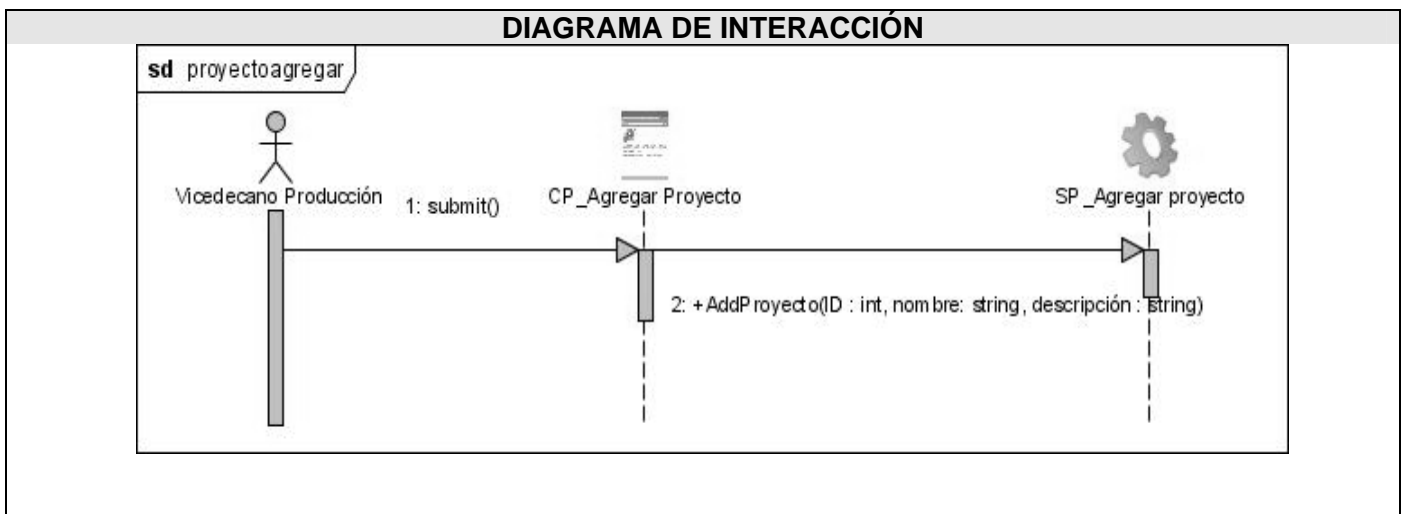 DIAGRAMA DE INTERACCIÓN
sd proyectoagregar
Vicedecano Producción
1: submit()
CP_Agregar Proyecto
SP_Agregar proyecto
2: +AddProyecto(ID : int, nombre: string, descripción : string)